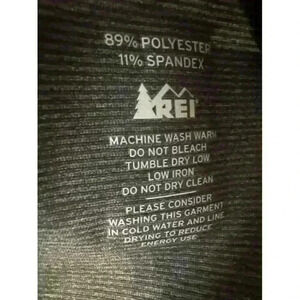 89% POLYESTER
11% SPANDEX
REI
MACHINE WASH WARM
DO NOT BLEACH
TUMBLE DRY LOW
LOW IRON
DO NOT DRY CLEAN
PLEASE CONSIDER
WASHING THIS GARMENT
IN COLD WATER AND LINE
DRYING TO REDUCE
ENERGY USE